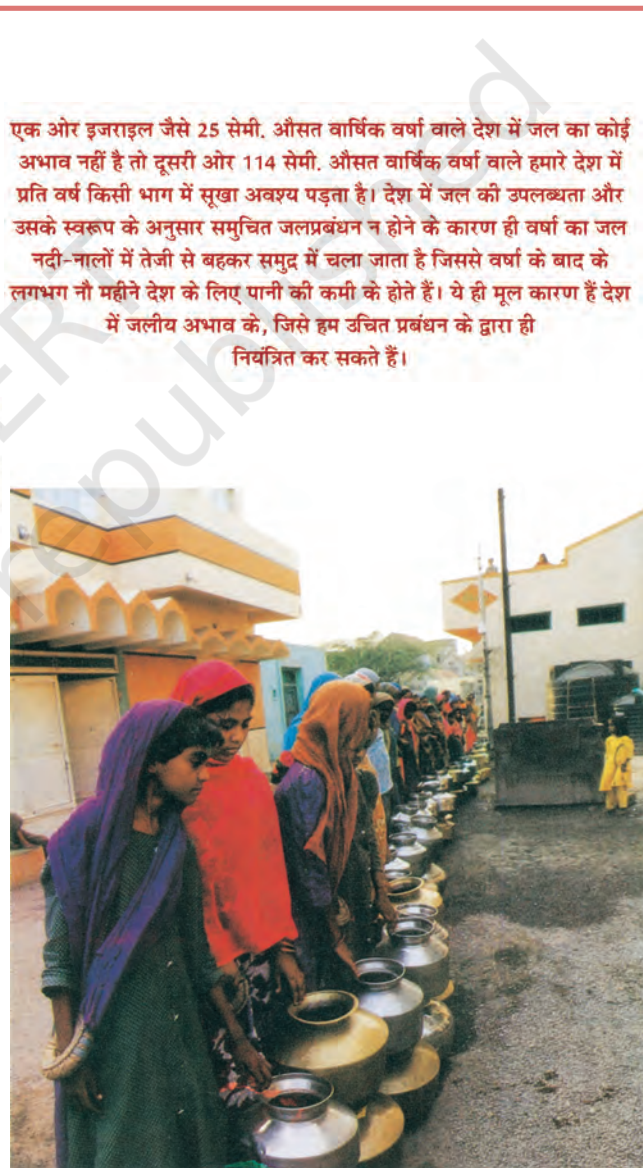 एक ओर इजराइल जैसे 25 सेमी. औसत वार्षिक वर्षा वाले देश में जल का कोई
अभाव नहीं है तो दूसरी ओर 114 सेमी. औसत वार्षिक वर्षा वाले हमारे देश में
प्रति वर्ष किसी भाग में सूखा अवश्य पड़ता है। देश में जल की उपलब्धता और
उसके स्वरूप के अनुसार समुचित जलप्रबंधन न होने के कारण ही वर्षा का जल
नदी-नालों में तेजी से बहकर समुद्र में चला जाता है जिससे वर्षा के बाद के
लगभग नौ महीने देश के लिए पानी की कमी के होते हैं। ये ही मूल कारण हैं देश
में जलीय अभाव के, जिसे हम उचित प्रबंधन के द्वारा ही
नियंत्रित कर सकते हैं।
republished